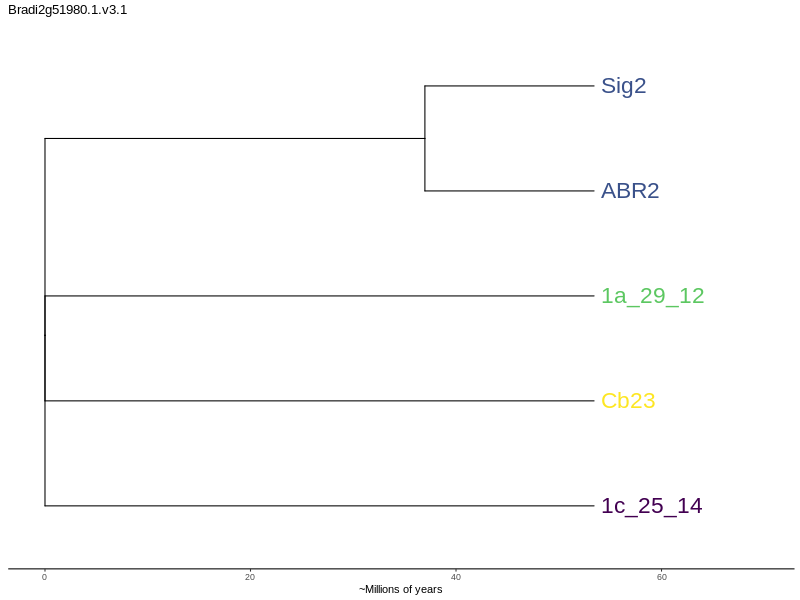 Bradi2g51980.1.v3.1
Sig2
ABR2
1a_29_12
Cb23
1c_25_14
0 20 40 60
~Millions of years